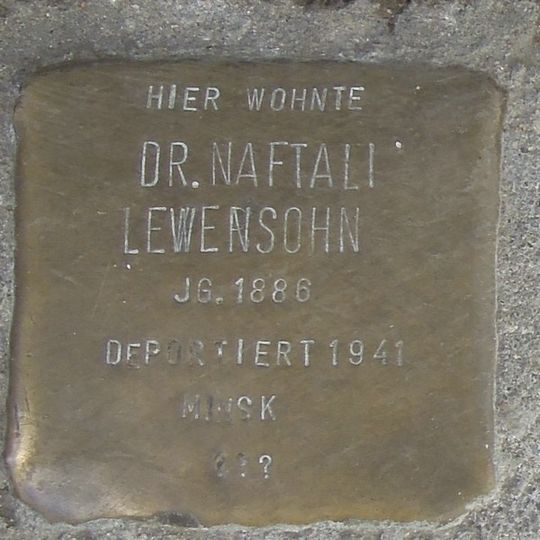 HIER WOHNTE
DR. NAFTALI
LEWENSOHN
JG. 1886
DEPORTIERT 1941
MINSK
???